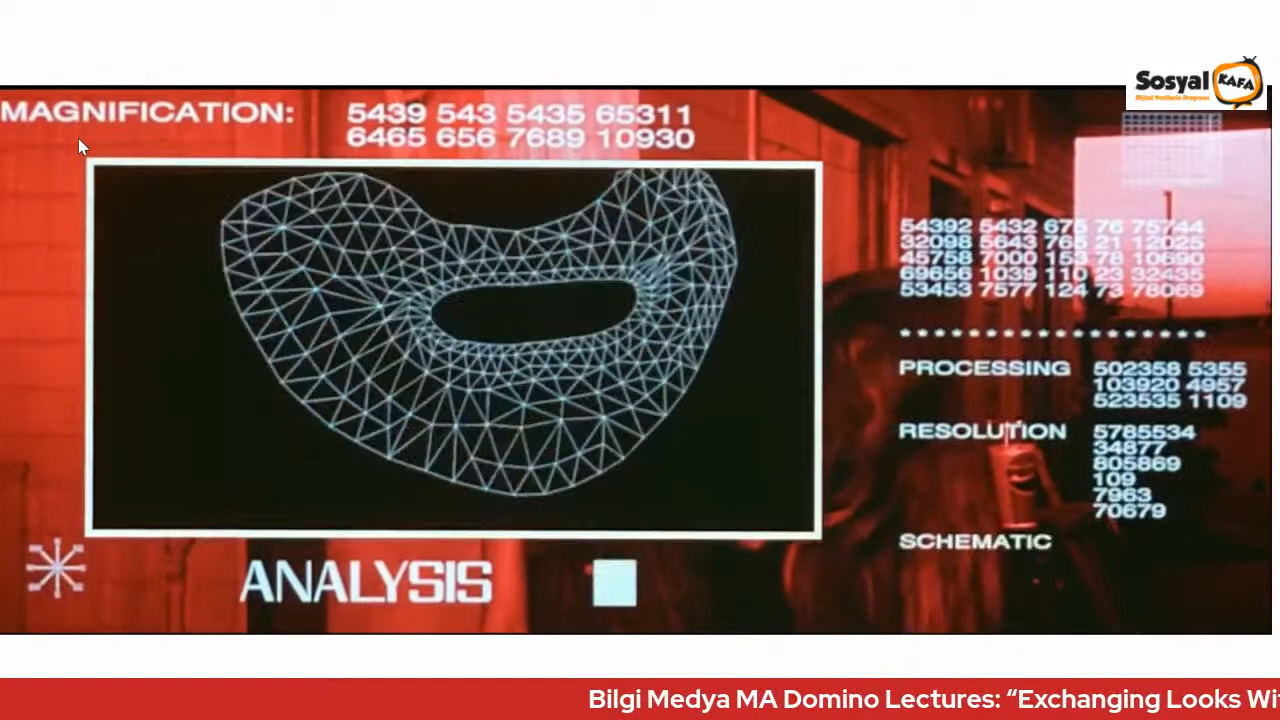 Sosyal
KAFA
MAGNIFICATION:
5439 543 5435 65311
6465 656 7689 10930
54392 5432 675 76 75744
32098 5643 765 21 12025
45758 7000 153 78 10690
69656 1039 110 23 32435
53453 7577 124 73 78069
* * * * * * * * * * * * * * * * * *
PROCESSING 502358 5355
103920 4957
523535 1109
RESOLUTION 5785534
34877
805869
109
7963
70679
SCHEMATIC
ANALYSIS
Bilgi Medya MA Domino Lectures: “Exchanging Looks Wi